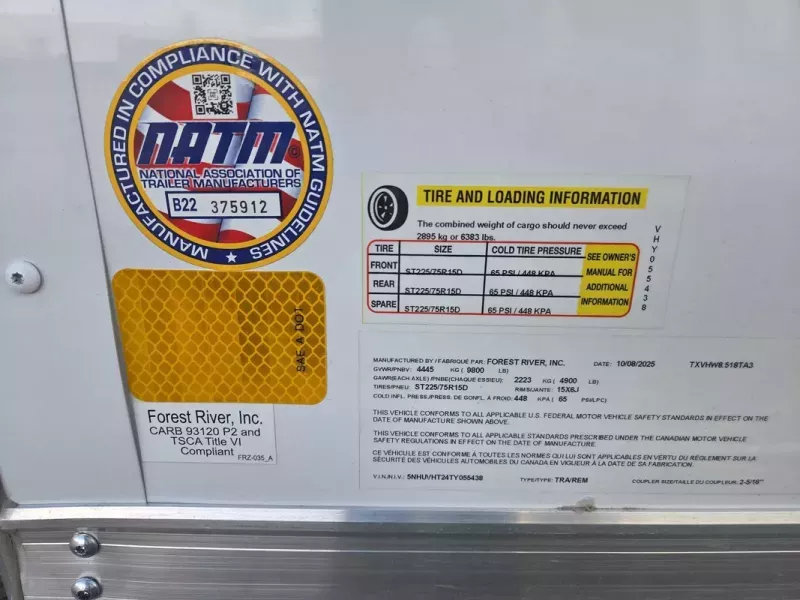 MANUFACTURED IN COMPLIANCE WITH NATM GUIDELINES
NATM®
NATIONAL ASSOCIATION OF
TRAILER MANUFACTURERS
B22 375912
SAE A DOT
Forest River, Inc.
CARB 93120 P2 and
TSCA Title VI
Compliant
FRZ-035_A
TIRE AND LOADING INFORMATION
The combined weight of cargo should never exceed
2895 kg or 6383 lbs.
TIRE SIZE COLD TIRE PRESSURE
FRONT ST225/75R15D 65 PSI / 448 KPA
REAR ST225/75R15D 65 PSI / 448 KPA
SPARE ST225/75R15D 65 PSI / 448 KPA
SEE OWNER'S
MANUAL FOR
ADDITIONAL
INFORMATION
VHY055438
MANUFACTURED BY / FABRIQUÉ PAR: FOREST RIVER, INC. DATE: 10/08/2025 TXVHW8.518TA3
GVWR/PNBV: 4445 KG ( 9800 LB)
GAWR(EACH AXLE) /PNBE(CHAQUE ESSIEU): 2223 KG ( 4900 LB)
TIRES/PNEU: ST225/75R15D RIMS/JANTE: 15X6J
COLD INFL. PRESS./PRESS. DE GONFL. À FROID: 448 KPA ( 65 PSI/LPC)
THIS VEHICLE CONFORMS TO ALL APPLICABLE U.S. FEDERAL MOTOR VEHICLE SAFETY STANDARDS IN EFFECT ON THE
DATE OF MANUFACTURE SHOWN ABOVE.
THIS VEHICLE CONFORMS TO ALL APPLICABLE STANDARDS PRESCRIBED UNDER THE CANADIAN MOTOR VEHICLE
SAFETY REGULATIONS IN EFFECT ON THE DATE OF MANUFACTURE.
CE VÉHICULE EST CONFORME À TOUTES LES NORMES QUI LUI SONT APPLICABLES EN VERTU DU RÉGLEMENT SUR LA
SÉCURITÉ DES VÉHICULES AUTOMOBILES DU CANADA EN VIGUEUR À LA DATE DE SA FABRICATION.
V.I.N./N.I.V.: 5NHUVHT24TY055438 TYPE/TYPE: TRA/REM COUPLER SIZE/TAILLE DU COUPLEUR: 2-5/16"